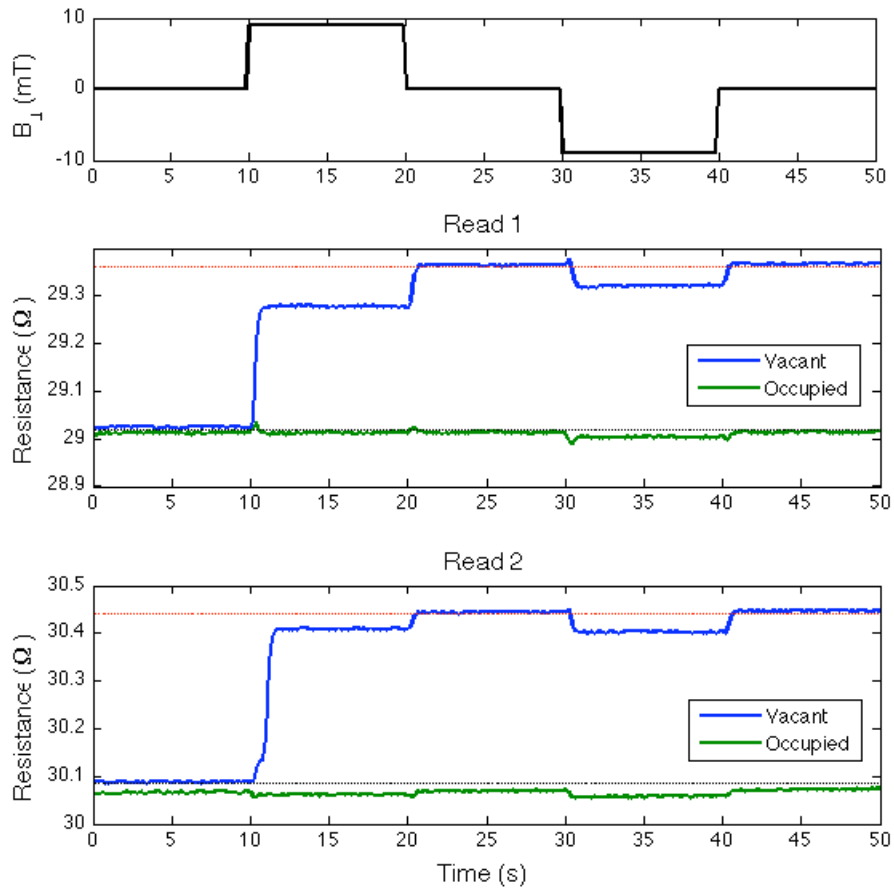 10
0
-10
B⊥ (mT)
0 5 10 15 20 25 30 35 40 45 50
Read 1
29.3
29.2
29.1
29
28.9
Resistance (Ω)
Vacant
Occupied
0 5 10 15 20 25 30 35 40 45 50
Read 2
30.5
30.4
30.3
30.2
30.1
30
Resistance (Ω)
Vacant
Occupied
0 5 10 15 20 25 30 35 40 45 50
Time (s)